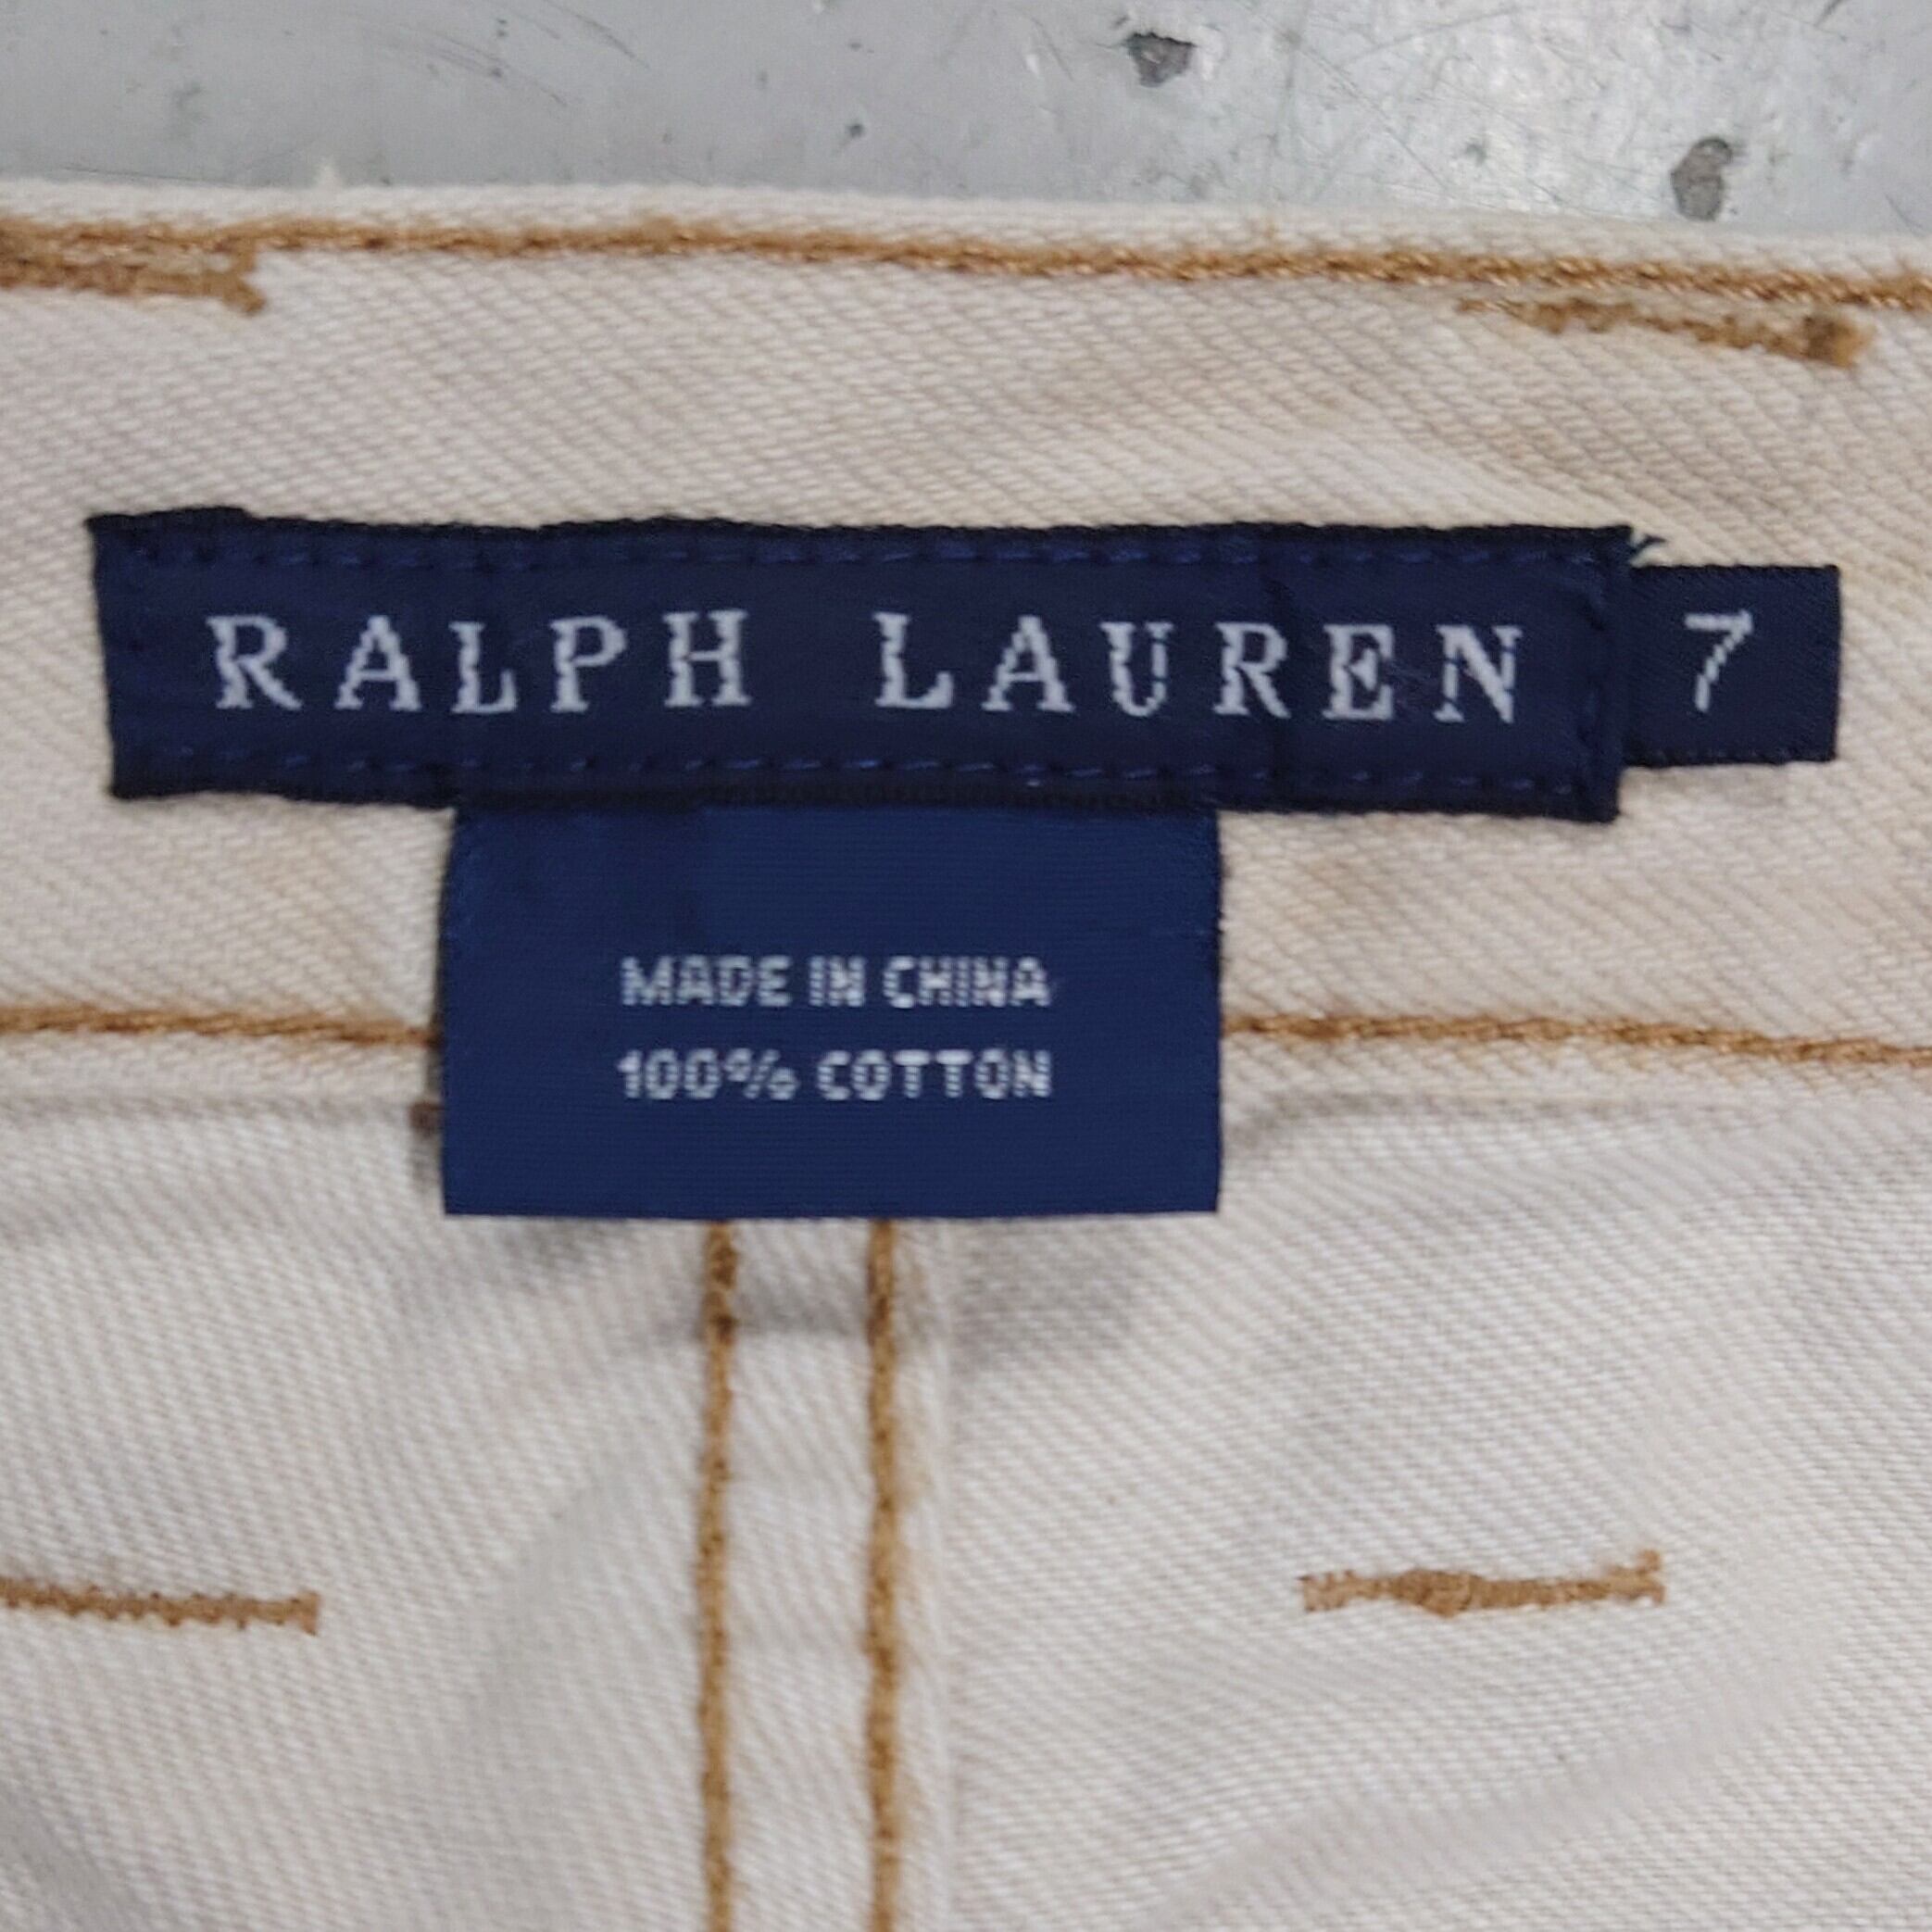 RALPH LAUREN 7
MADE IN CHINA
100% COTTON